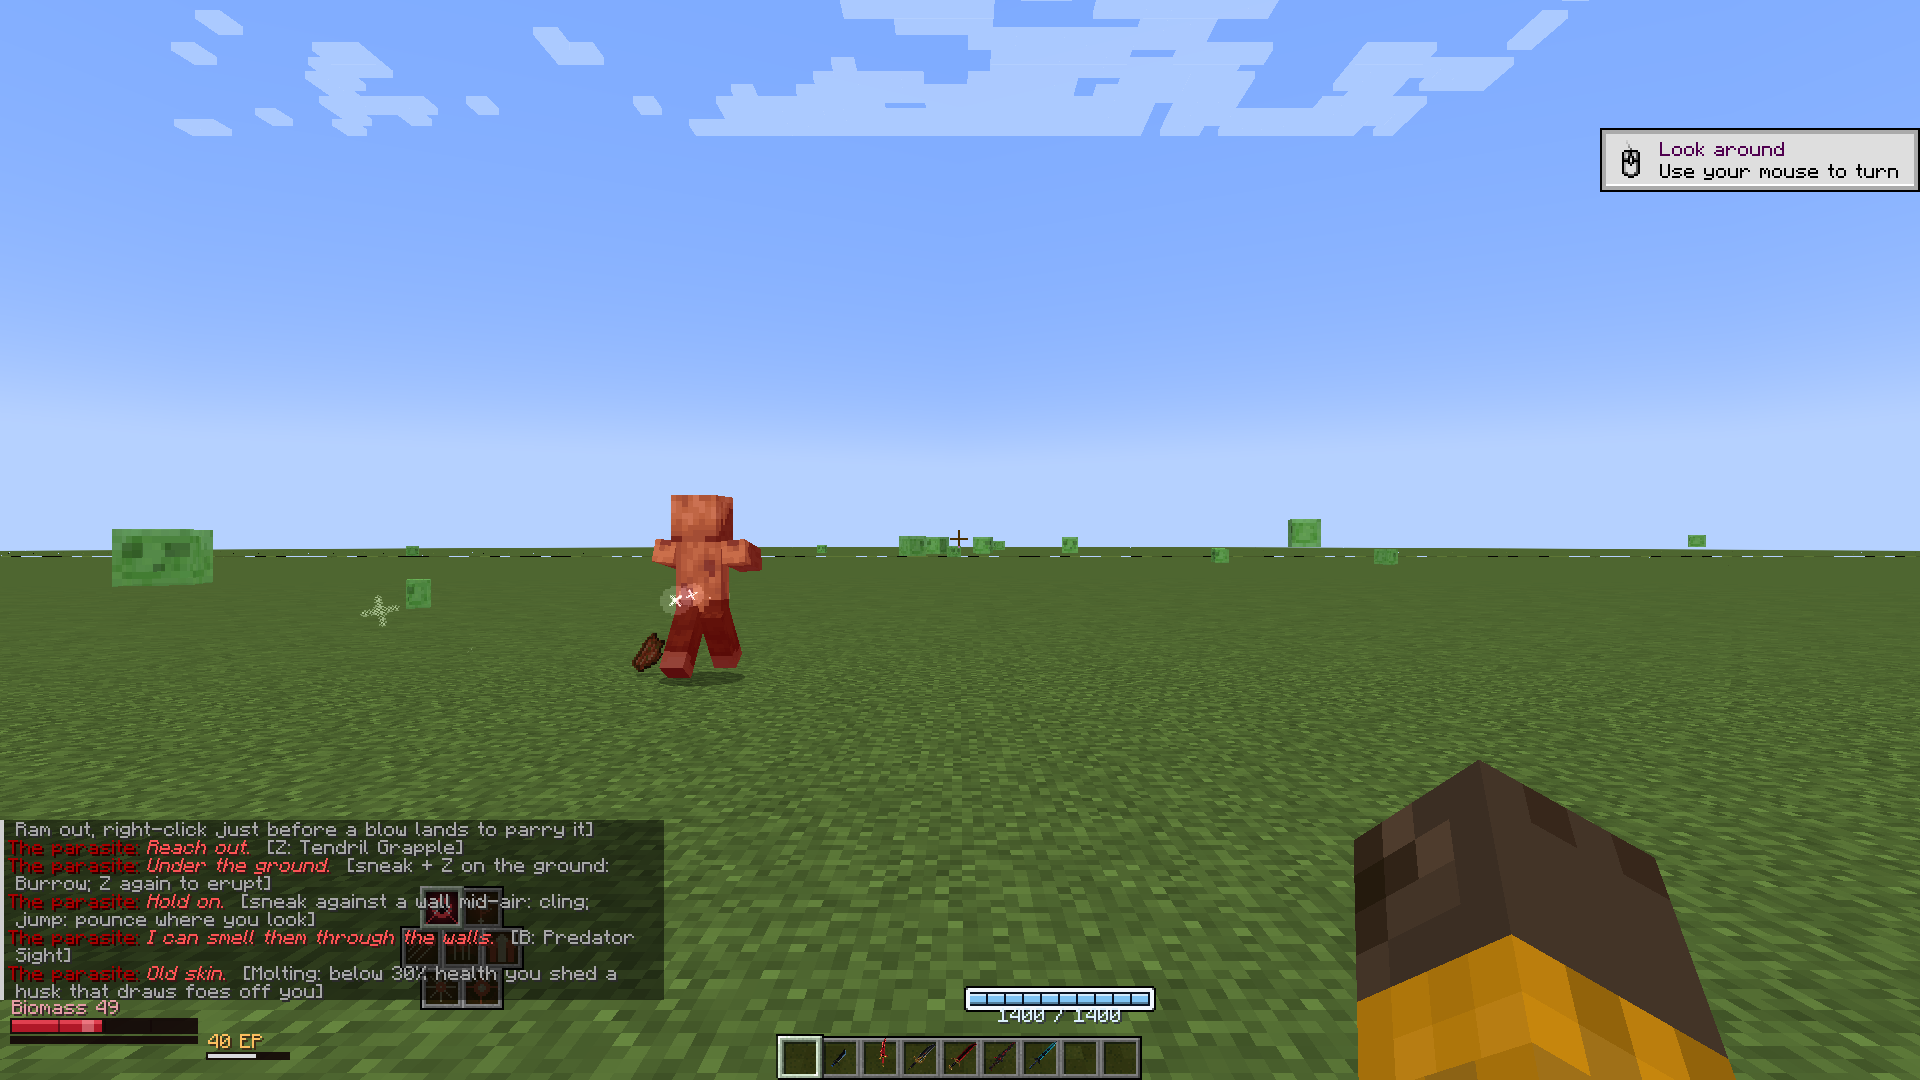 Look around
Use your mouse to turn
Ram out, right-click just before a blow lands to parry it]
The parasite: Reach out. [Z: Tendril Grapple]
The parasite: Under the ground. [sneak + Z on the ground:
Burrow; Z again to erupt]
The parasite: Hold on. [sneak against a wall mid-air: cling;
jump: pounce where you look]
The parasite: I can smell them through the walls. [B: Predator
Sight]
The parasite: Old skin. [Molting: below 30% health you shed a
husk that draws foes off you]
Biomass 49
40 EP
1400 / 1400